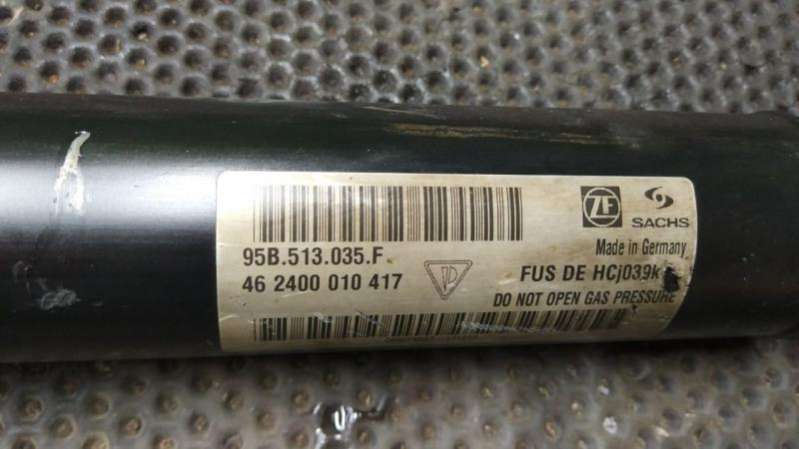 ZF
SACHS
95B.513.035.F
Made in Germany
46 2400 010 417
FUS DE HCj039k
DO NOT OPEN GAS PRESSURE